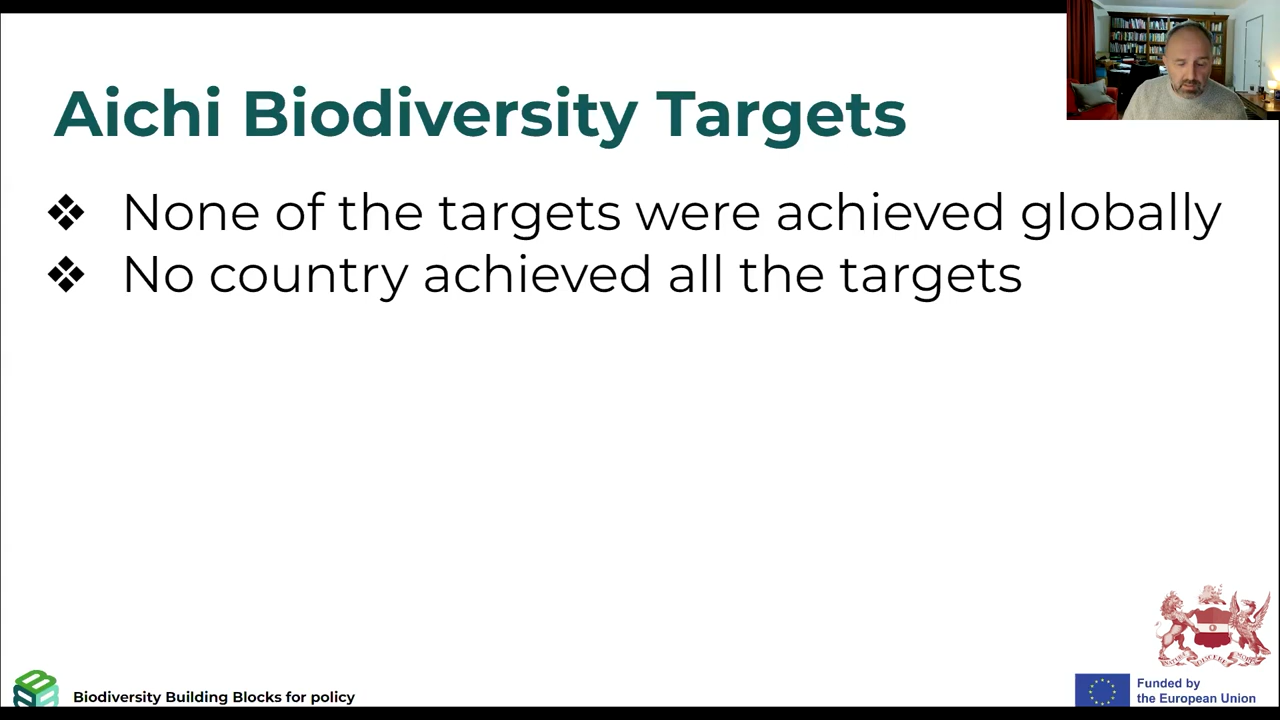 Aichi Biodiversity Targets
None of the targets were achieved globally
No country achieved all the targets
Biodiversity Building Blocks for policy
Funded by
the European Union